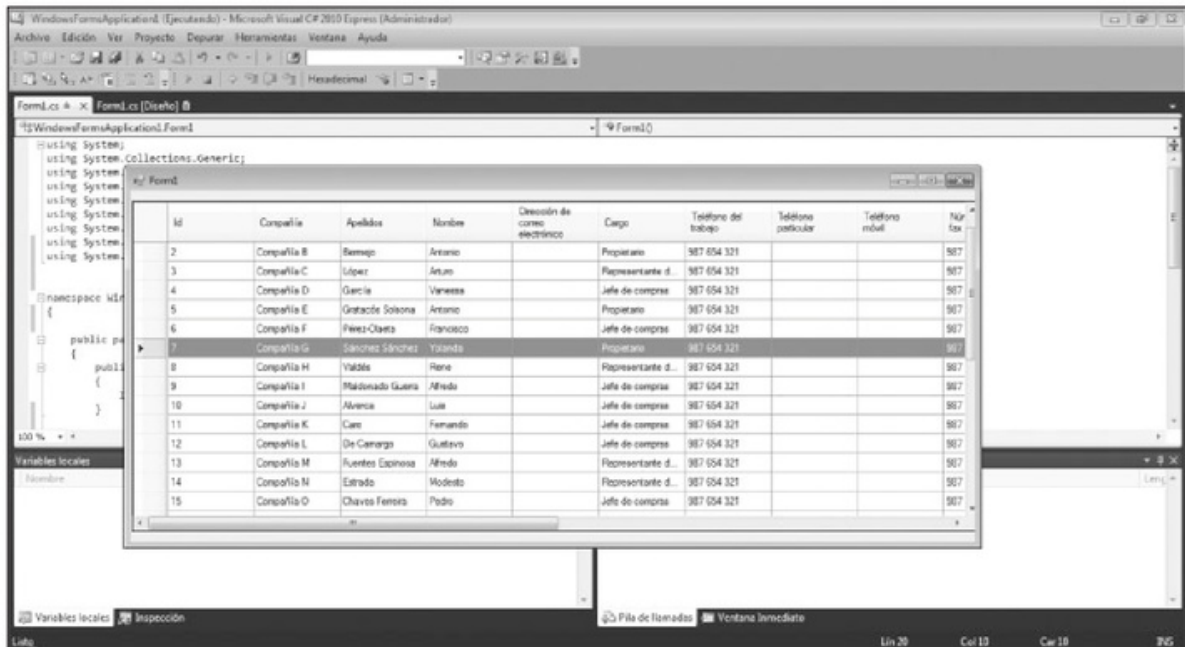 WindowsFormsApplication1 (Ejecutando) - Microsoft Visual C# 2010 Express (Administrador)
Archivo Edición Ver Proyecto Depurar Herramientas Ventana Ayuda
Hexadecimal
Form1.cs Form1.cs [Diseño]
WindowsFormsApplication1.Form1 Form1()
using System;
using System.Collections.Generic;
using System.
using System.
using System.
using System.
using System.
using System.
using System.
namespace Win
{
public pa
{
publi
{
}
100 %
Form1
Id Compañía Apellidos Nombre Dirección de correo electrónico Cargo Teléfono del trabajo Teléfono particular Teléfono móvil Núr fax
2 Compañía B Bermejo Antonio Propietario 987 654 321 987
3 Compañía C López Arturo Representante d... 987 654 321 987
4 Compañía D García Vanessa Jefe de compras 987 654 321 987
5 Compañía E Gratacós Solsona Antonio Propietario 987 654 321 987
6 Compañía F Pérez-Olaeta Francisco Jefe de compras 987 654 321 987
7 Compañía G Sánchez Sánchez Yolanda Propietario 987 654 321 987
8 Compañía H Valdés Rene Representante d... 987 654 321 987
9 Compañía I Maldonado Guerra Alfredo Jefe de compras 987 654 321 987
10 Compañía J Alverca Luis Jefe de compras 987 654 321 987
11 Compañía K Caro Fernando Jefe de compras 987 654 321 987
12 Compañía L De Camargo Gustavo Jefe de compras 987 654 321 987
13 Compañía M Fuentes Espinosa Alfredo Representante d... 987 654 321 987
14 Compañía N Estrada Modesto Representante d... 987 654 321 987
15 Compañía O Chaves Ferreira Pedro Jefe de compras 987 654 321 987
Variables locales
Nombre Leng
Variables locales Inspección Pila de llamadas Ventana Inmediato
Listo Lín 20 Col 10 Car 10 INS